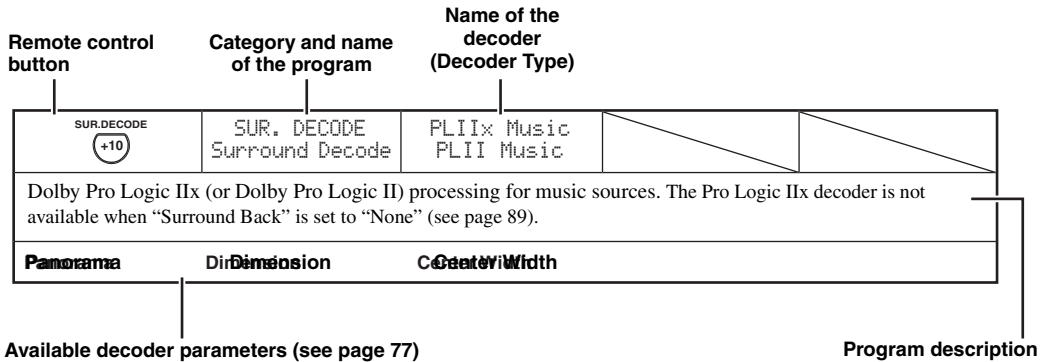 Name of the
decoder
(Decoder Type)
Remote control
button
Category and name
of the program
SUR.DECODE
+10
SUR. DECODE
Surround Decode
PLIIx Music
PLII Music
Dolby Pro Logic IIx (or Dolby Pro Logic II) processing for music sources. The Pro Logic IIx decoder is not
available when “Surround Back” is set to “None” (see page 89).
Panorama Dimension Center Width
Available decoder parameters (see page 77)
Program description